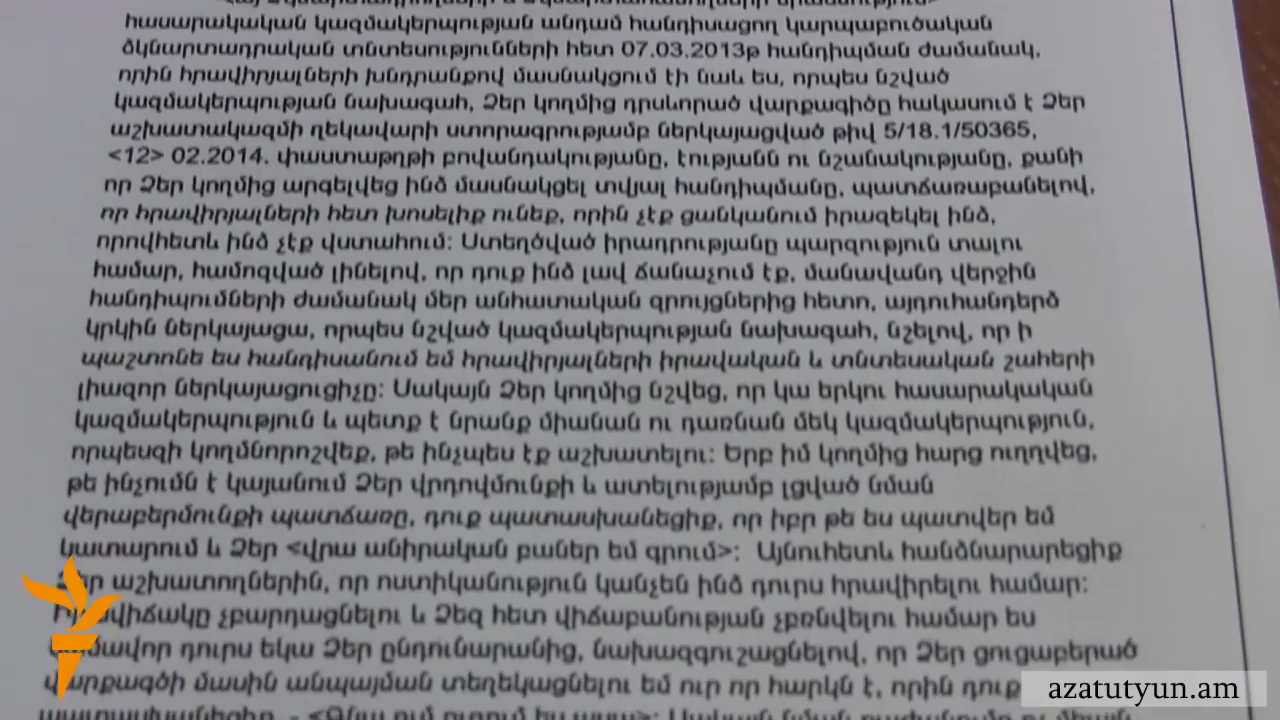 հասարակական կազմակերպության անդամ հանդիսացող կարպաբուծական
ձկնարտադրական տնտեսությունների հետ 07.03.2013թ հանդիպման ժամանակ,
որին հրավիրյալների խնդրանքով մասնակցում էի նաև ես, որպես նշված
կազմակերպության նախագահ, Ձեր կողմից դրսևորած վարքագիծը հակասում է Ձեր
աշխատակազմի ղեկավարի ստորագրությամբ ներկայացված թիվ 5/18.1/50365,
<12> 02.2014. փաստաթղթի բովանդակությանը, էությանն ու նշանակությանը, քանի
որ Ձեր կողմից արգելվեց ինձ մասնակցել տվյալ հանդիպմանը, պատճառաբանելով,
որ հրավիրյալների հետ խոսելիք ունեք, որին չէք ցանկանում իրազեկել ինձ,
որովհետև ինձ չէք վստահում: Ստեղծված իրադրությանը պարզություն տալու
համար, համոզված լինելով, որ դուք ինձ լավ ճանաչում էք, մանավանդ վերջին
հանդիպումների ժամանակ մեր անհատական զրույցներից հետո, այդուհանդերձ
կրկին ներկայացա, որպես նշված կազմակերպության նախագահ, նշելով, որ ի
պաշտոնե ես հանդիսանում եմ հրավիրյալների իրավական և տնտեսական շահերի
լիազոր ներկայացուցիչը: Սակայն Ձեր կողմից նշվեց, որ կա երկու հասարակական
կազմակերպություն և պետք է նրանք միանան ու դառնան մեկ կազմակերպություն,
որպեսզի կողմնորոշվեք, թե ինչպես էք աշխատելու: Երբ իմ կողմից հարց ուղղվեց,
թե ինչումն է կայանում Ձեր վրդովմունքի և ատելությամբ լցված նման
վերաբերմունքի պատճառը, դուք պատասխանեցիք, որ իբր թե ես պատվեր եմ
կատարում և Ձեր <վրա անիրական բաներ եմ գրում>: Այնուհետև հանձնարարեցիք
Ձեր աշխատողներին, որ ոստիկանություն կանչեն ինձ դուրս հրավիրելու համար:
չբարդացնելու և Ձեզ հետ վիճաբանության չբռնվելու համար ես
դուրս եկա Ձեր ընդունարանից, նախազգուշացնելով, որ Ձեր ցուցաբերած
վարքագծի մասին անպայման տեղեկացնելու եմ ուր որ հարկն է, որին դուք
azatutyun.am